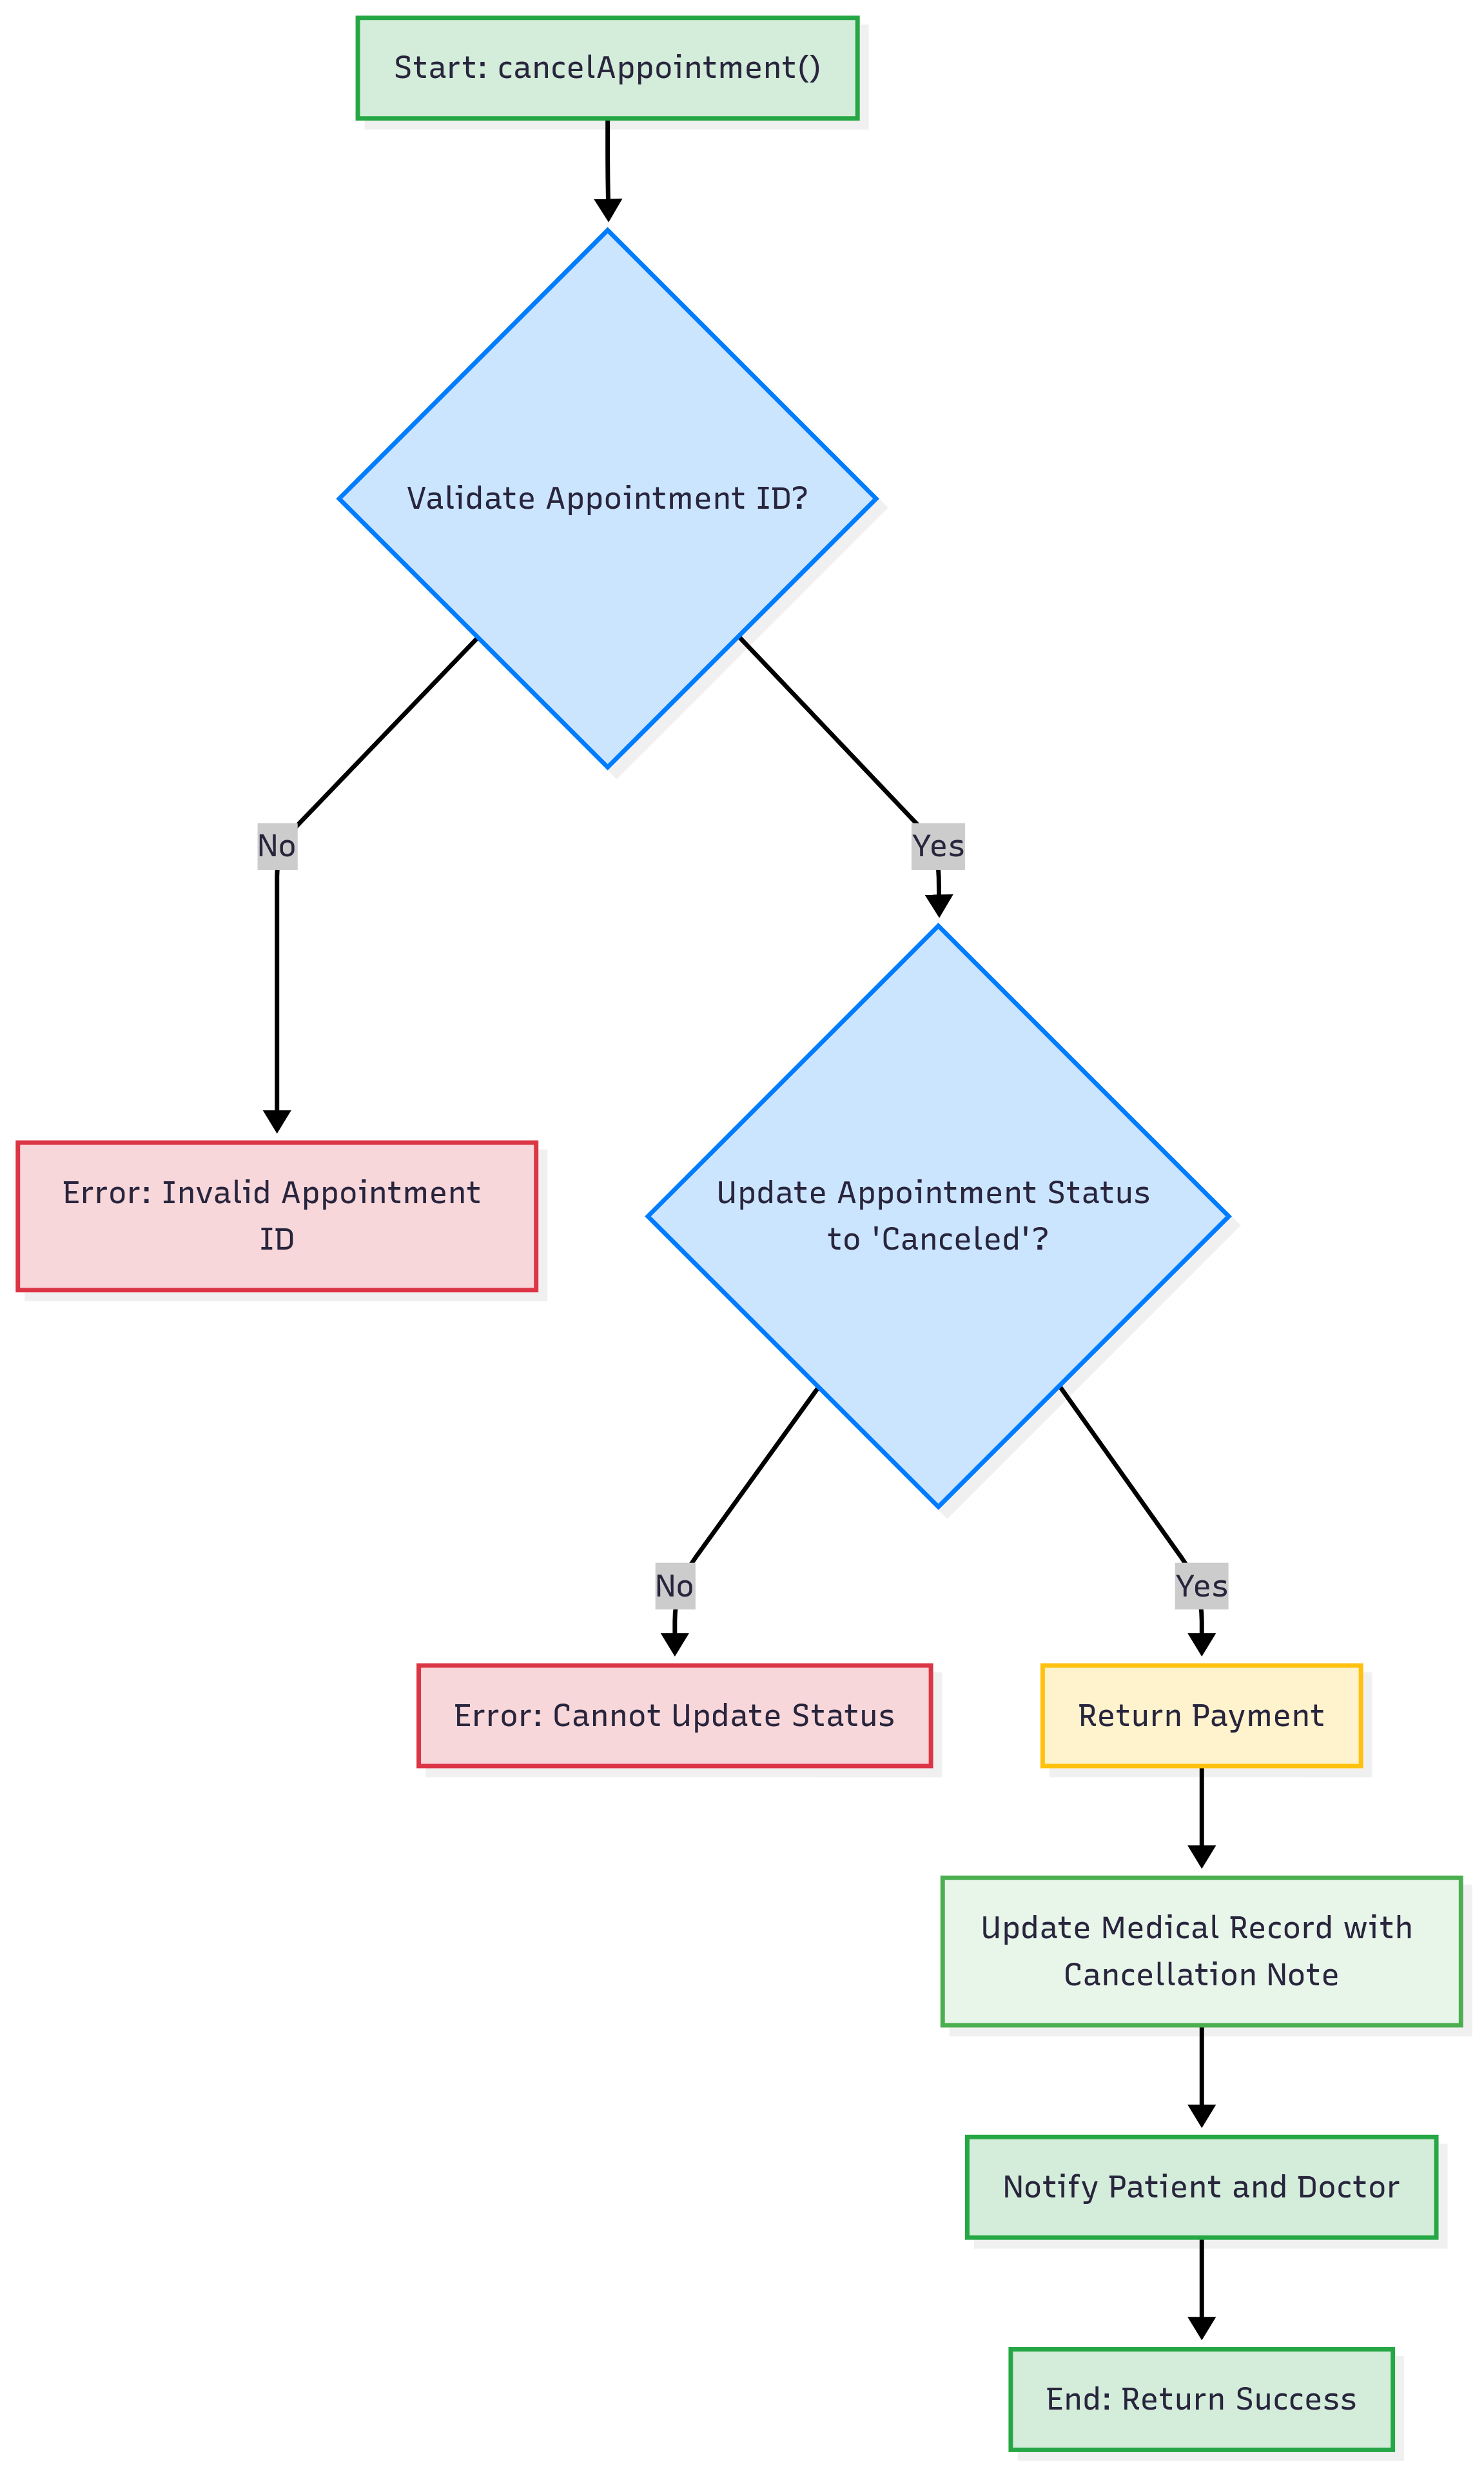 Start: cancelAppointment()
Validate Appointment ID?
No
Yes
Error: Invalid Appointment
ID
Update Appointment Status
to 'Canceled'?
No
Yes
Error: Cannot Update Status
Return Payment
Update Medical Record with
Cancellation Note
Notify Patient and Doctor
End: Return Success